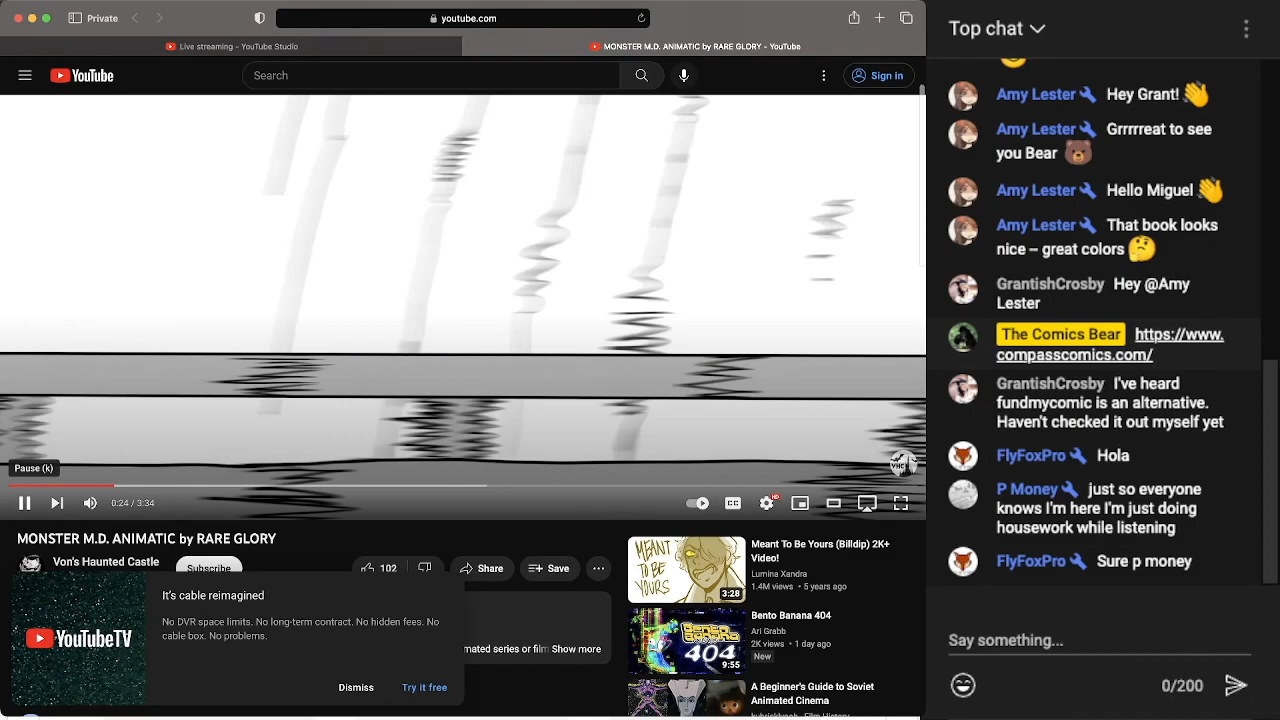 Private
youtube.com
Live streaming - YouTube Studio
MONSTER M.D. ANIMATIC by RARE GLORY - YouTube
YouTube
Search
Sign in
VHC
Pause (k)
0:24 / 3:34
CC
HD
MONSTER M.D. ANIMATIC by RARE GLORY
Von's Haunted Castle
Subscribe
102
Share
Save
YouTubeTV
It's cable reimagined
No DVR space limits. No long-term contract. No hidden fees. No
cable box. No problems.
Dismiss
Try it free
mated series or film Show more
MEANT
TO BE
YOURS
3:28
Meant To Be Yours (Billdip) 2K+
Video!
Lumina Xandra
1.4M views • 5 years ago
BENTO
BANANA
404
9:55
Bento Banana 404
Ari Grabb
2K views • 1 day ago
New
A Beginner's Guide to Soviet
Animated Cinema
Top chat
Amy Lester Hey Grant!
Amy Lester Grrrrreat to see
you Bear
Amy Lester Hello Miguel
Amy Lester That book looks
nice – great colors
GrantishCrosby Hey @Amy
Lester
The Comics Bear https://www.
compasscomics.com/
GrantishCrosby I've heard
fundmycomic is an alternative.
Haven't checked it out myself yet
FlyFoxPro Hola
P Money just so everyone
knows I'm here I'm just doing
housework while listening
FlyFoxPro Sure p money
Say something...
0/200